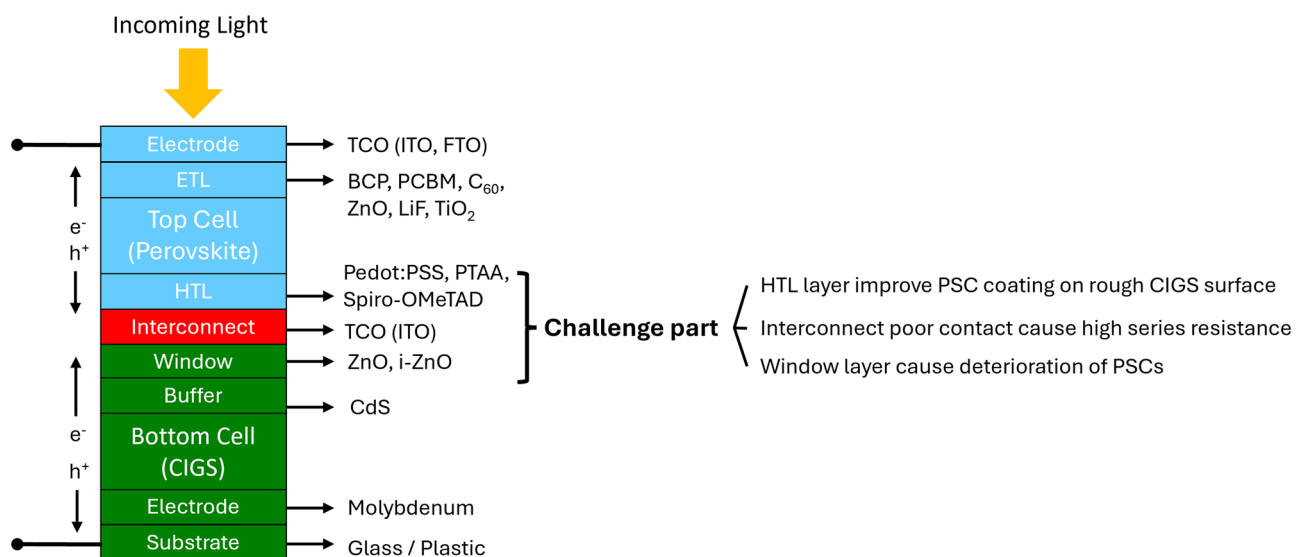 Incoming Light
Electrode
TCO (ITO, FTO)
ETL
BCP, PCBM, C₆₀,
ZnO, LiF, TiO₂
e⁻
h⁺
Top Cell
(Perovskite)
HTL
Pedot:PSS, PTAA,
Spiro-OMeTAD
Interconnect
TCO (ITO)
Window
ZnO, i-ZnO
Buffer
CdS
e⁻
h⁺
Bottom Cell
(CIGS)
Electrode
Molybdenum
Substrate
Glass / Plastic
Challenge part
HTL layer improve PSC coating on rough CIGS surface
Interconnect poor contact cause high series resistance
Window layer cause deterioration of PSCs